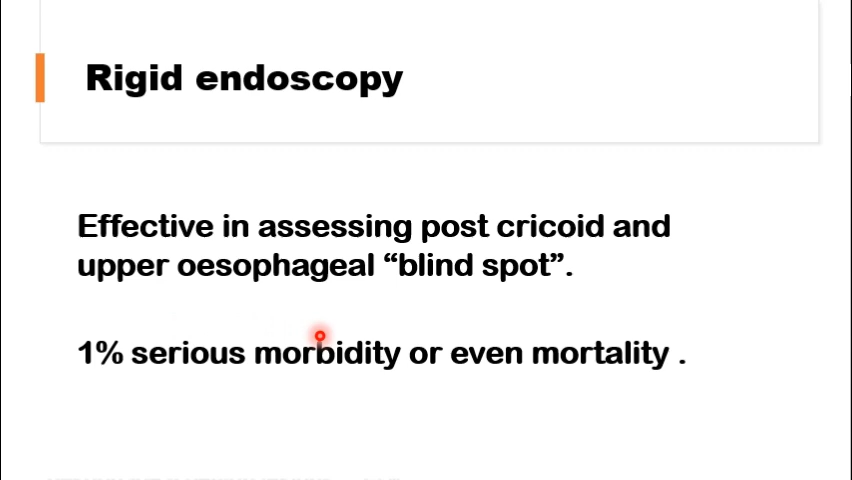 Rigid endoscopy
Effective in assessing post cricoid and
upper oesophageal “blind spot”.
1% serious morbidity or even mortality .